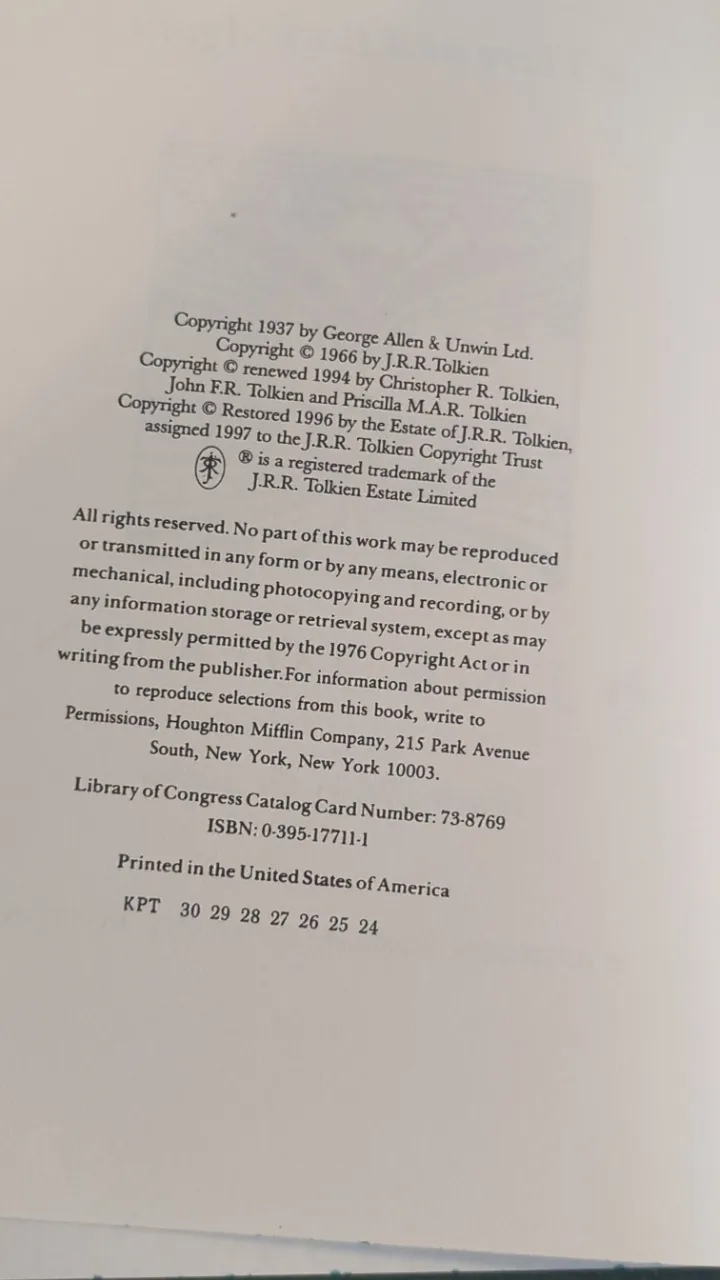 Copyright 1937 by George Allen & Unwin Ltd.
Copyright © 1966 by J.R.R. Tolkien
Copyright © renewed 1994 by Christopher R. Tolkien,
John F.R. Tolkien and Priscilla M.A.R. Tolkien
Copyright © Restored 1996 by the Estate of J.R.R. Tolkien,
assigned 1997 to the J.R.R. Tolkien Copyright Trust
® is a registered trademark of the
J.R.R. Tolkien Estate Limited
All rights reserved. No part of this work may be reproduced
or transmitted in any form or by any means, electronic or
mechanical, including photocopying and recording, or by
any information storage or retrieval system, except as may
be expressly permitted by the 1976 Copyright Act or in
writing from the publisher. For information about permission
to reproduce selections from this book, write to
Permissions, Houghton Mifflin Company, 215 Park Avenue
South, New York, New York 10003.
Library of Congress Catalog Card Number: 73-8769
ISBN: 0-395-17711-1
Printed in the United States of America
KPT 30 29 28 27 26 25 24